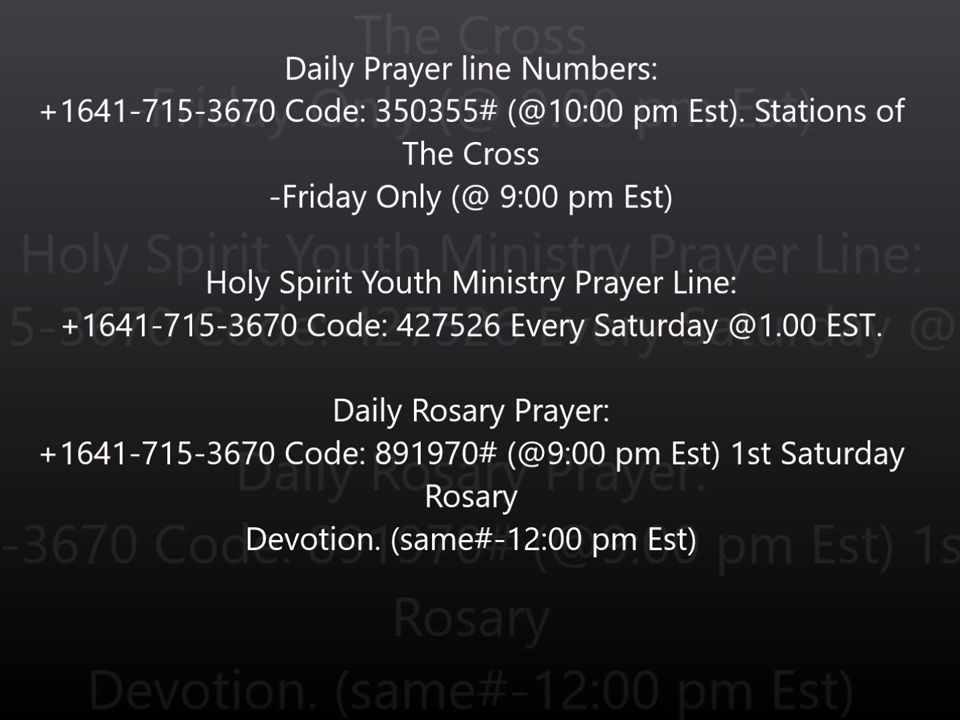 Daily Prayer line Numbers:
+1641-715-3670 Code: 350355# (@10:00 pm Est). Stations of
The Cross
-Friday Only (@ 9:00 pm Est)
Holy Spirit Youth Ministry Prayer Line:
+1641-715-3670 Code: 427526 Every Saturday @1.00 EST.
Daily Rosary Prayer:
+1641-715-3670 Code: 891970# (@9:00 pm Est) 1st Saturday
Rosary
Devotion. (same#-12:00 pm Est)